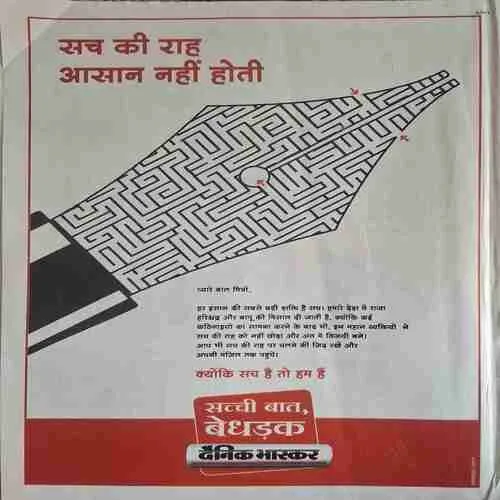 सच की राह
आसान नहीं होती
प्यारे बाल मित्रो,
हर इंसान की सबसे बड़ी शक्ति है सच। हमारे देश में राजा
हरिश्चंद्र और बापू की मिसाल दी जाती है, क्योंकि कई
कठिनाइयों का सामना करने के बाद भी, इन महान व्यक्तियों ने
सच की राह को नहीं छोड़ा और अंत में विजयी बने।
आप भी सच की राह पर चलने की जिद रखें और
अपनी मंजिल तक पहुंचें।
क्योंकि सच है तो हम हैं
सच्ची बात,
बेधड़क
दैनिक भास्कर